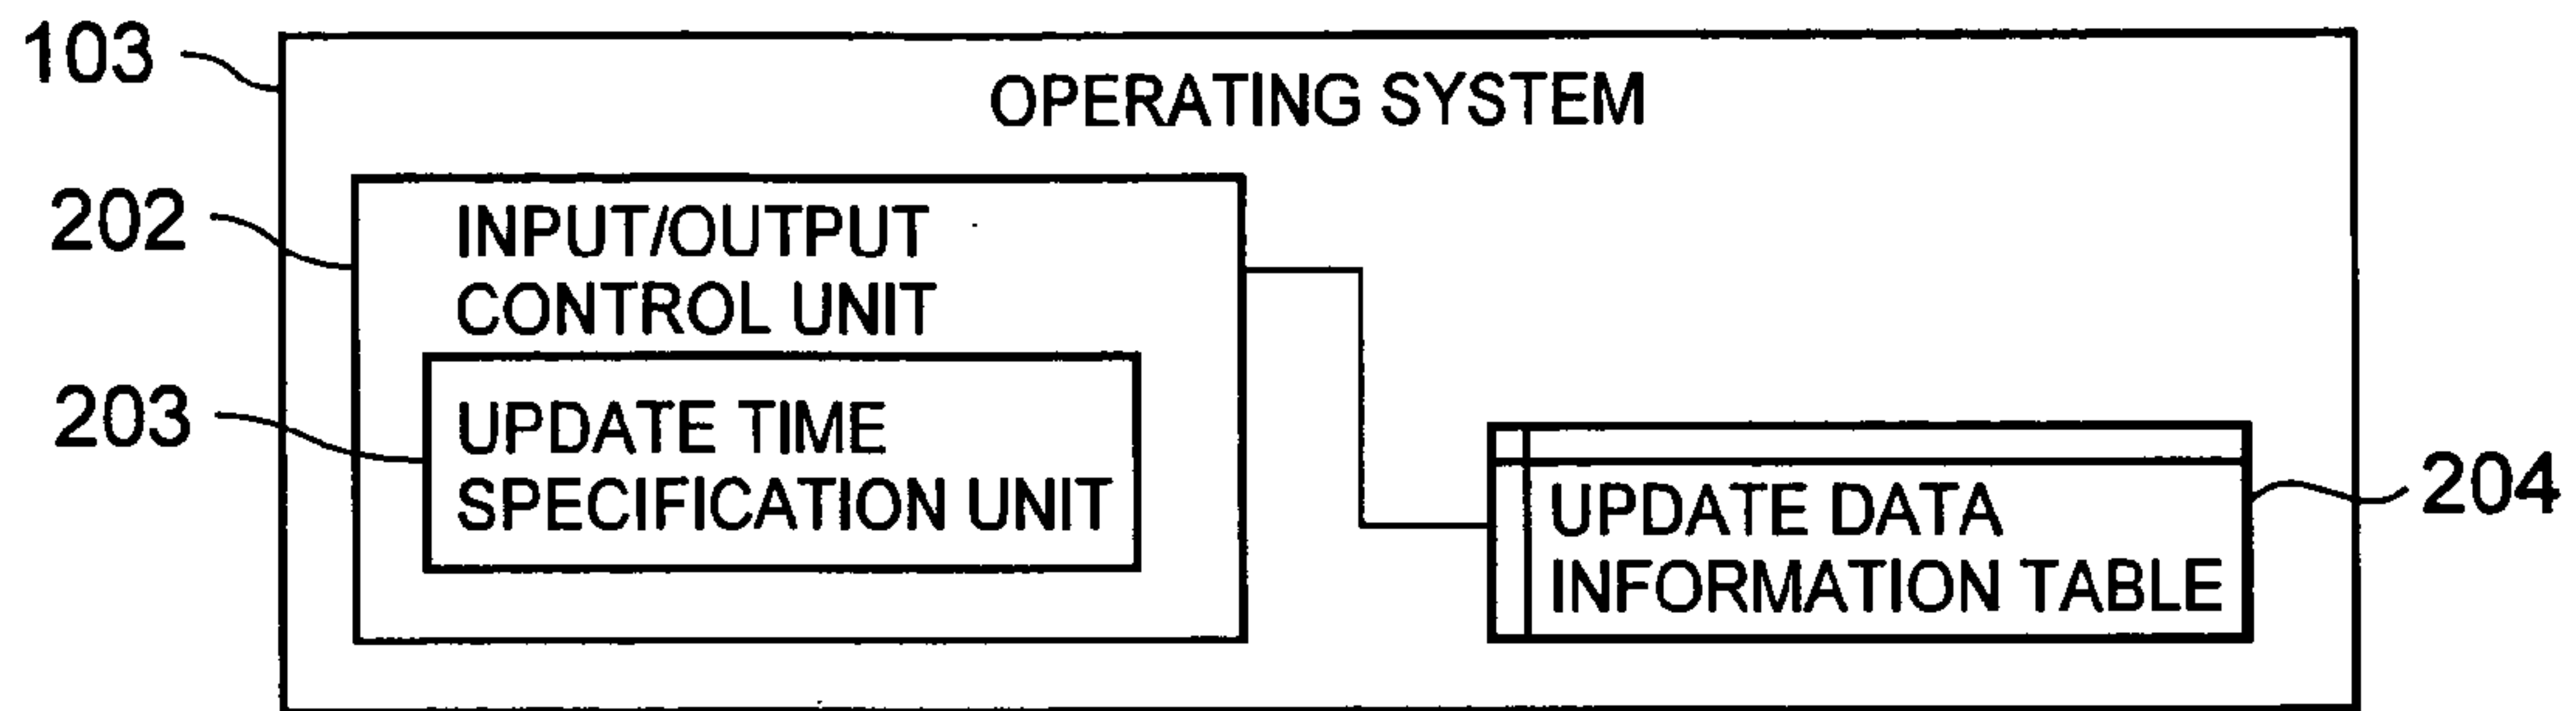 103
OPERATING SYSTEM
202
INPUT/OUTPUT
CONTROL UNIT
203
UPDATE TIME
SPECIFICATION UNIT
UPDATE DATA
INFORMATION TABLE
204